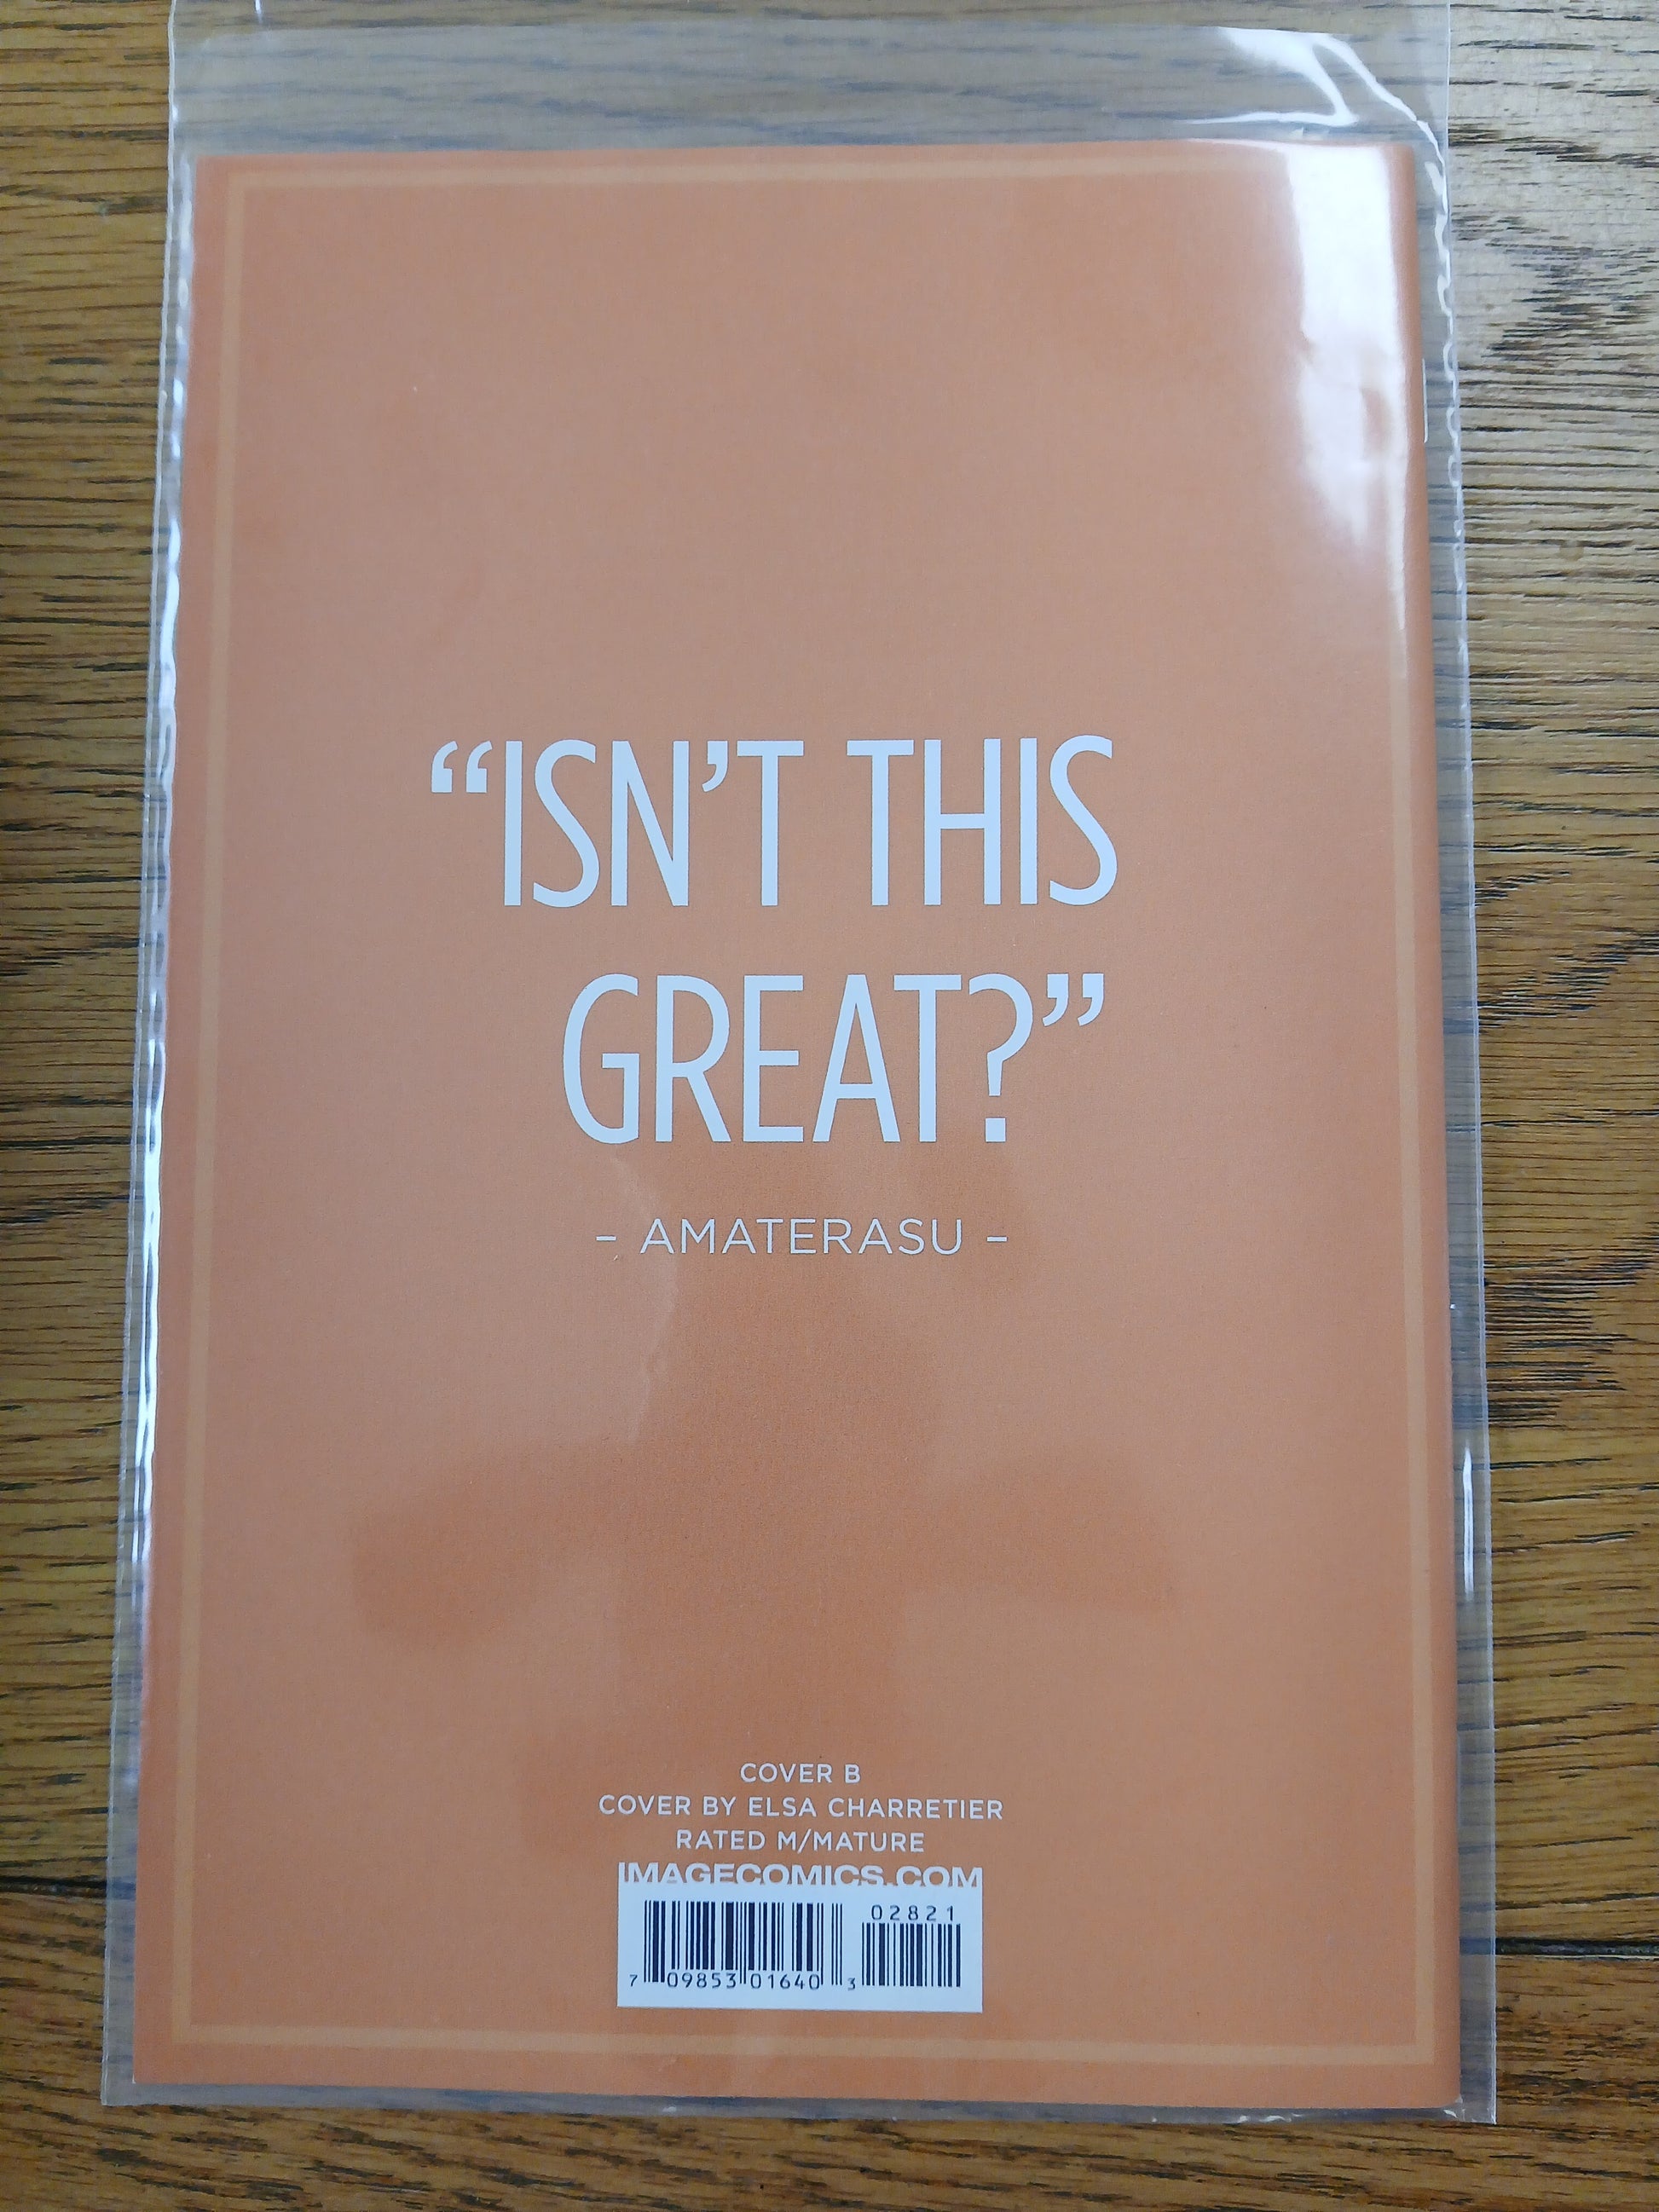 “ISN’T THIS
GREAT?”
– AMATERASU –
COVER B
COVER BY ELSA CHARRETIER
RATED M/MATURE
IMAGECOMICS.COM
02821
7 09853 01640 3